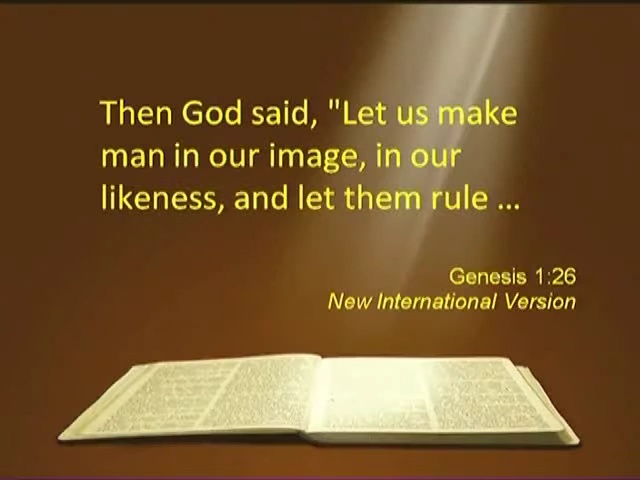 Then God said, "Let us make
man in our image, in our
likeness, and let them rule ...
Genesis 1:26
New International Version